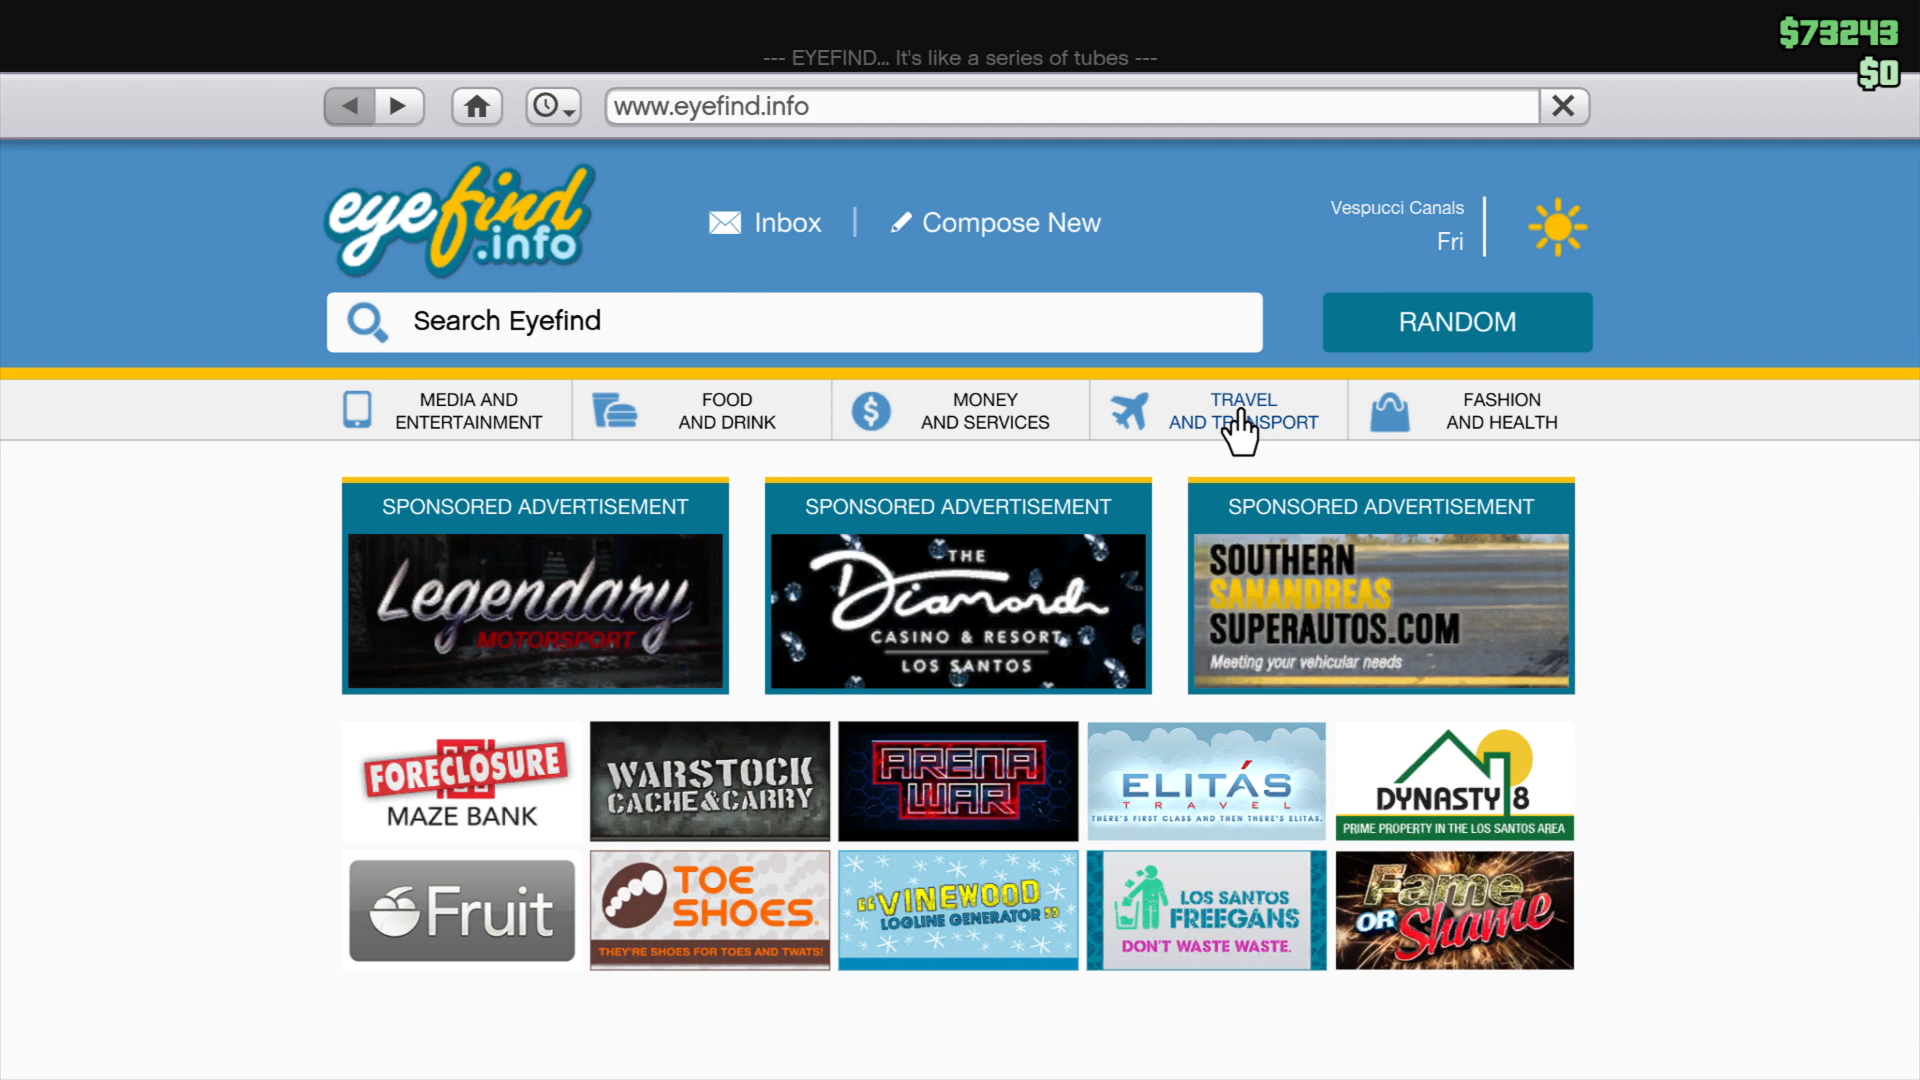 $73243
--- EYEFIND... It's like a series of tubes ---
$0
www.eyefind.info
eyefind
.info
Inbox
Compose New
Vespucci Canals
Fri
Search Eyefind
RANDOM
MEDIA AND
ENTERTAINMENT
FOOD
AND DRINK
MONEY
AND SERVICES
TRAVEL
AND TRANSPORT
FASHION
AND HEALTH
SPONSORED ADVERTISEMENT
Legendary
MOTORSPORT
SPONSORED ADVERTISEMENT
THE
Diamond
CASINO & RESORT
LOS SANTOS
SPONSORED ADVERTISEMENT
SOUTHERN
SANANDREAS
SUPERAUTOS.COM
Meeting your vehicular needs
FORECLOSURE
MAZE BANK
WARSTOCK
CACHE&CARRY
ARENA
WAR
ELITÁS
TRAVEL
THERE'S FIRST CLASS AND THEN THERE'S ELITAS.
DYNASTY 8
PRIME PROPERTY IN THE LOS SANTOS AREA
Fruit
TOE
SHOES
THEY'RE SHOES FOR TOES AND TWATS!
"VINEWOOD
LOGLINE GENERATOR"
LOS SANTOS
FREEGANS
DON'T WASTE WASTE.
Fame
OR Shame